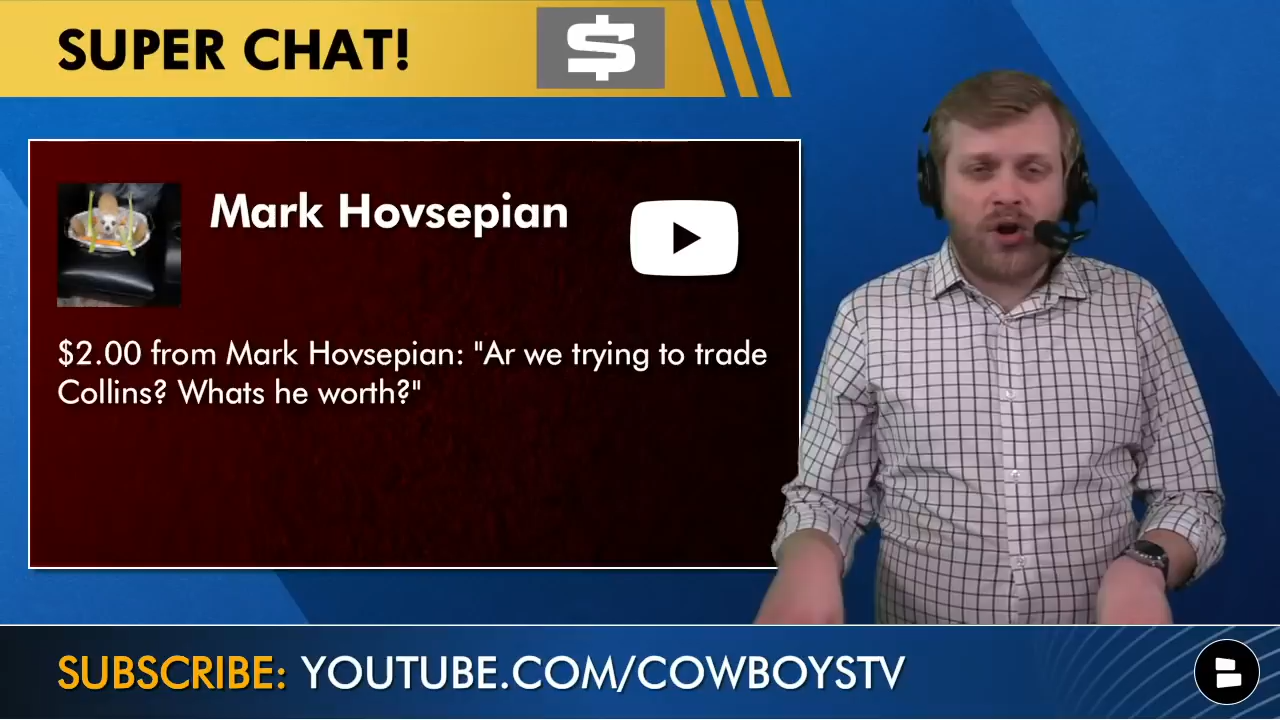 SUPER CHAT!
$
Mark Hovsepian
$2.00 from Mark Hovsepian: "Ar we trying to trade
Collins? Whats he worth?"
SUBSCRIBE: YOUTUBE.COM/COWBOYSTV